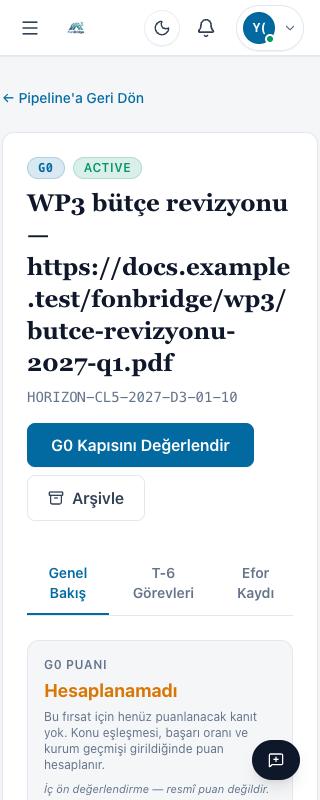 Y(
← Pipeline'a Geri Dön
G0 ACTIVE
WP3 bütçe revizyonu
—
https://docs.example
.test/fonbridge/wp3/
butce-revizyonu-
2027-q1.pdf
HORIZON-CL5-2027-D3-01-10
G0 Kapısını Değerlendir
Arşivle
Genel
Bakış
T-6
Görevleri
Efor
Kaydı
G0 PUANI
Hesaplanamadı
Bu fırsat için henüz puanlanacak kanıt
yok. Konu eşleşmesi, başarı oranı ve
kurum geçmişi girildiğinde puan
hesaplanır.
İç ön değerlendirme — resmî puan değildir.